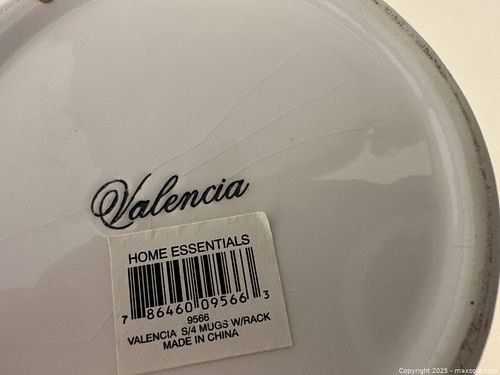 Valencia
HOME ESSENTIALS
7 86460 09566 3
9566
VALENCIA S/4 MUGS W/RACK
MADE IN CHINA
Copyright 2025 - maxsold.com